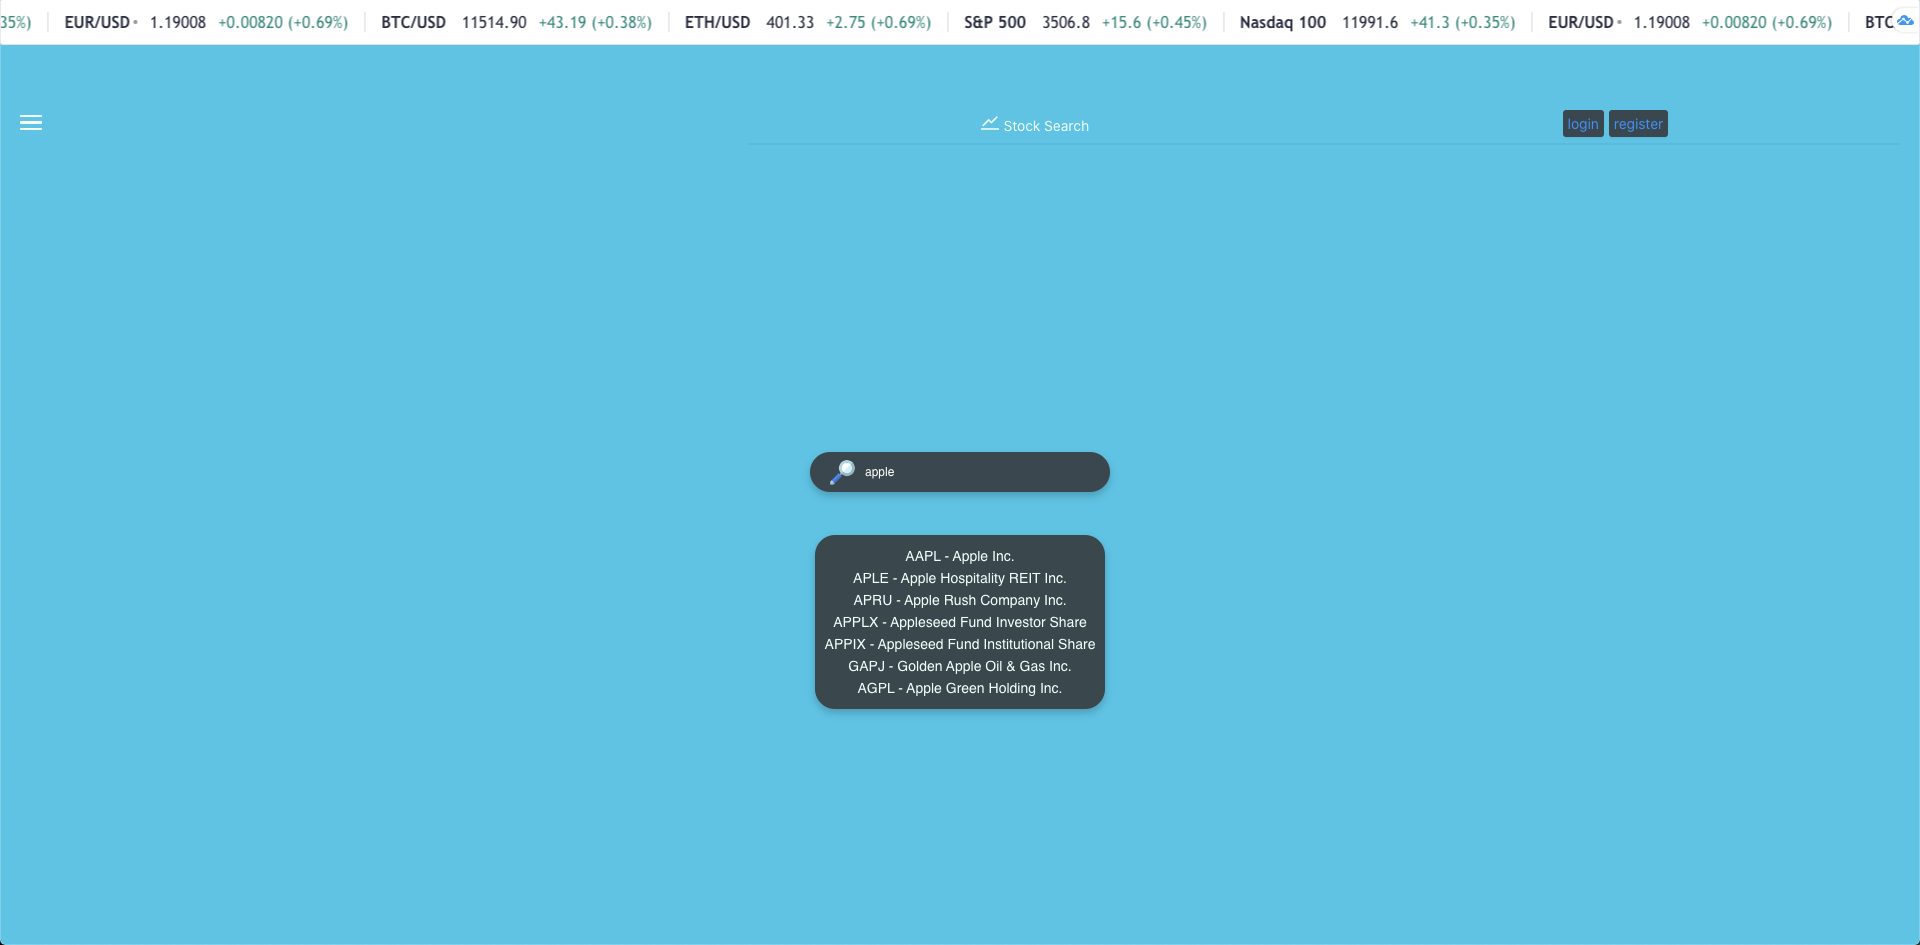 35%) EUR/USD 1.19008 +0.00820 (+0.69%) BTC/USD 11514.90 +43.19 (+0.38%) ETH/USD 401.33 +2.75 (+0.69%) S&P 500 3506.8 +15.6 (+0.45%) Nasdaq 100 11991.6 +41.3 (+0.35%) EUR/USD 1.19008 +0.00820 (+0.69%) BTC
Stock Search login register
apple
AAPL - Apple Inc.
APLE - Apple Hospitality REIT Inc.
APRU - Apple Rush Company Inc.
APPLX - Appleseed Fund Investor Share
APPIX - Appleseed Fund Institutional Share
GAPJ - Golden Apple Oil & Gas Inc.
AGPL - Apple Green Holding Inc.